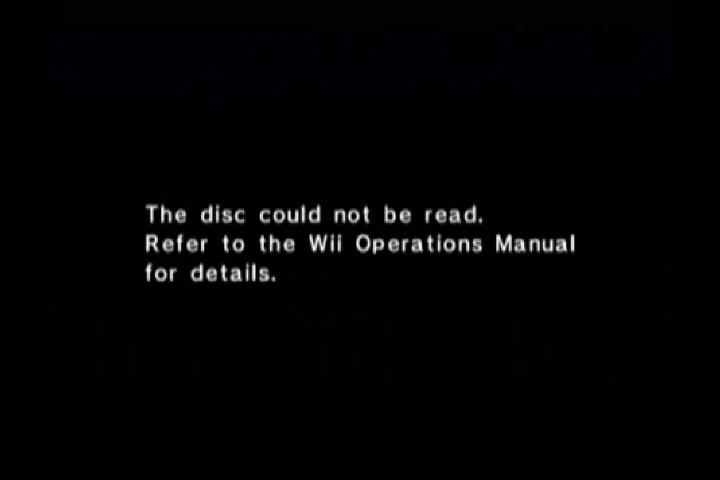 The disc could not be read.
Refer to the Wii Operations Manual
for details.